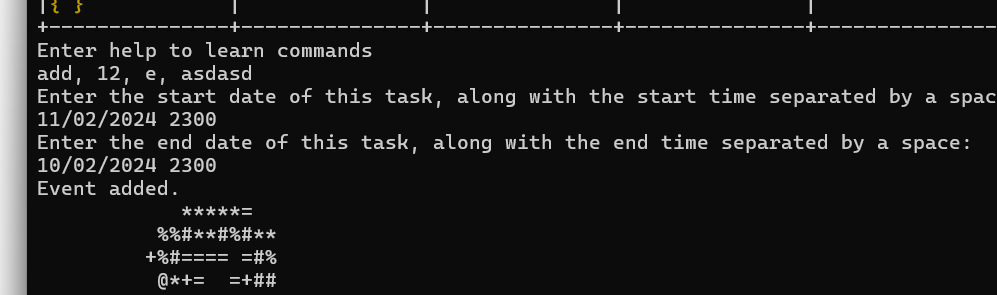 |{ }            |               |               |               |
+---------------+---------------+---------------+---------------+---------------
Enter help to learn commands
add, 12, e, asdasd
Enter the start date of this task, along with the start time separated by a spac
11/02/2024 2300
Enter the end date of this task, along with the end time separated by a space:
10/02/2024 2300
Event added.
            *****=
          %%#**#%#**
         +%#==== =#%
          @*+=  =+##